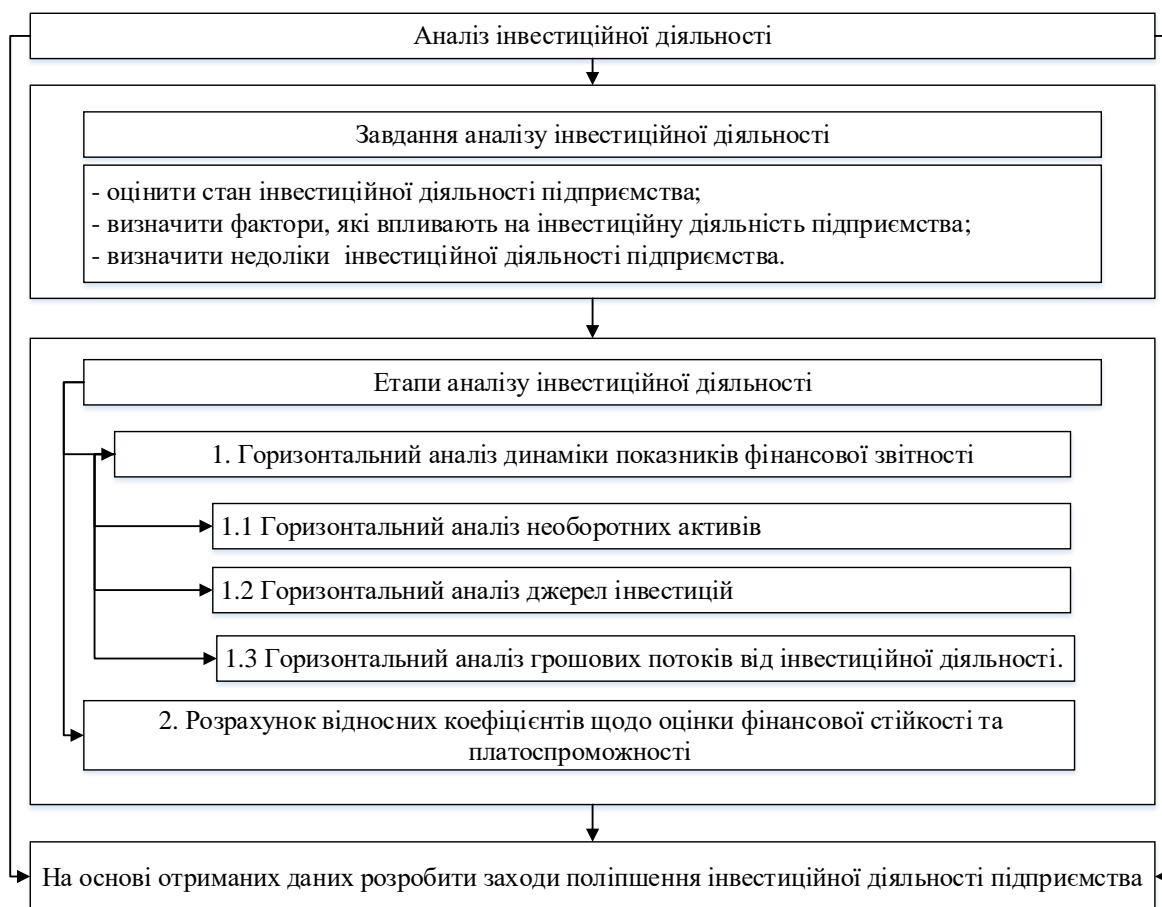 Аналіз інвестиційної діяльності
Завдання аналізу інвестиційної діяльності
- оцінити стан інвестиційної діяльності підприємства;
- визначити фактори, які впливають на інвестиційну діяльність підприємства;
- визначити недоліки інвестиційної діяльності підприємства.
Етапи аналізу інвестиційної діяльності
1. Горизонтальний аналіз динаміки показників фінансової звітності
1.1 Горизонтальний аналіз необоротних активів
1.2 Горизонтальний аналіз джерел інвестицій
1.3 Горизонтальний аналіз грошових потоків від інвестиційної діяльності.
2. Розрахунок відносних коефіцієнтів щодо оцінки фінансової стійкості та
платоспроможності
На основі отриманих даних розробити заходи поліпшення інвестиційної діяльності підприємства